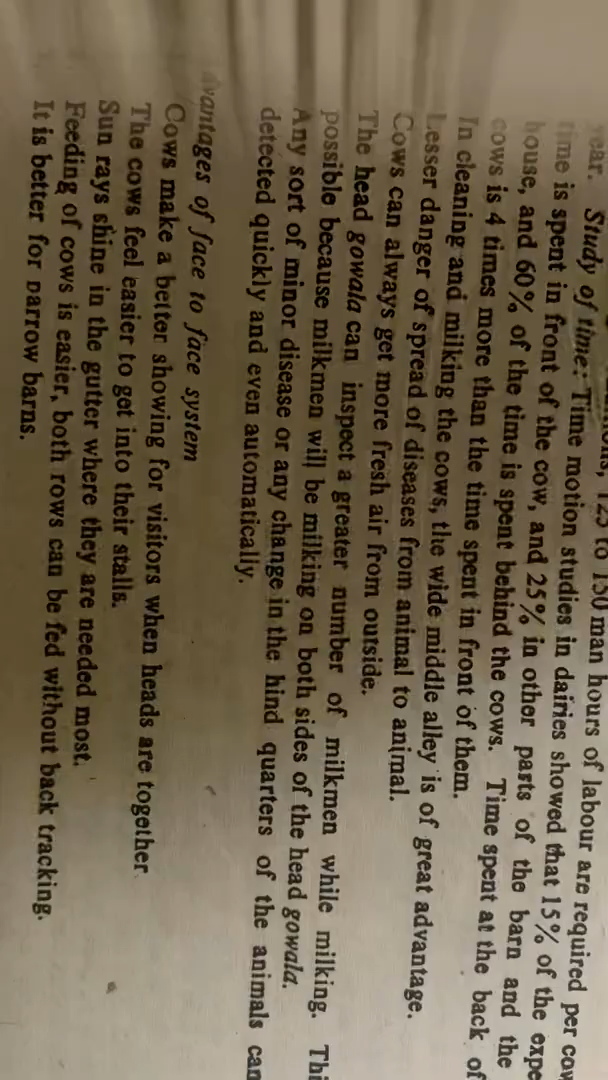 125 to 150 man hours of labour are required per cow
year. Study of time: Time motion studies in dairies showed that 15% of the expe
time is spent in front of the cow, and 25% in other parts of the barn and the
house, and 60% of the time is spent behind the cows. Time spent at the back of
cows is 4 times more than the time spent in front of them.
In cleaning and milking the cows, the wide middle alley is of great advantage.
Lesser danger of spread of diseases from animal to animal.
Cows can always get more fresh air from outside.
The head gowala can inspect a greater number of milkmen while milking. Thi
possible because milkmen will be milking on both sides of the head gowala.
Any sort of minor disease or any change in the hind quarters of the animals can
detected quickly and even automatically.
vantages of face to face system
Cows make a better showing for visitors when heads are together
The cows feel easier to get into their stalls.
Sun rays shine in the gutter where they are needed most.
Feeding of cows is easier, both rows can be fed without back tracking.
It is better for narrow barns.